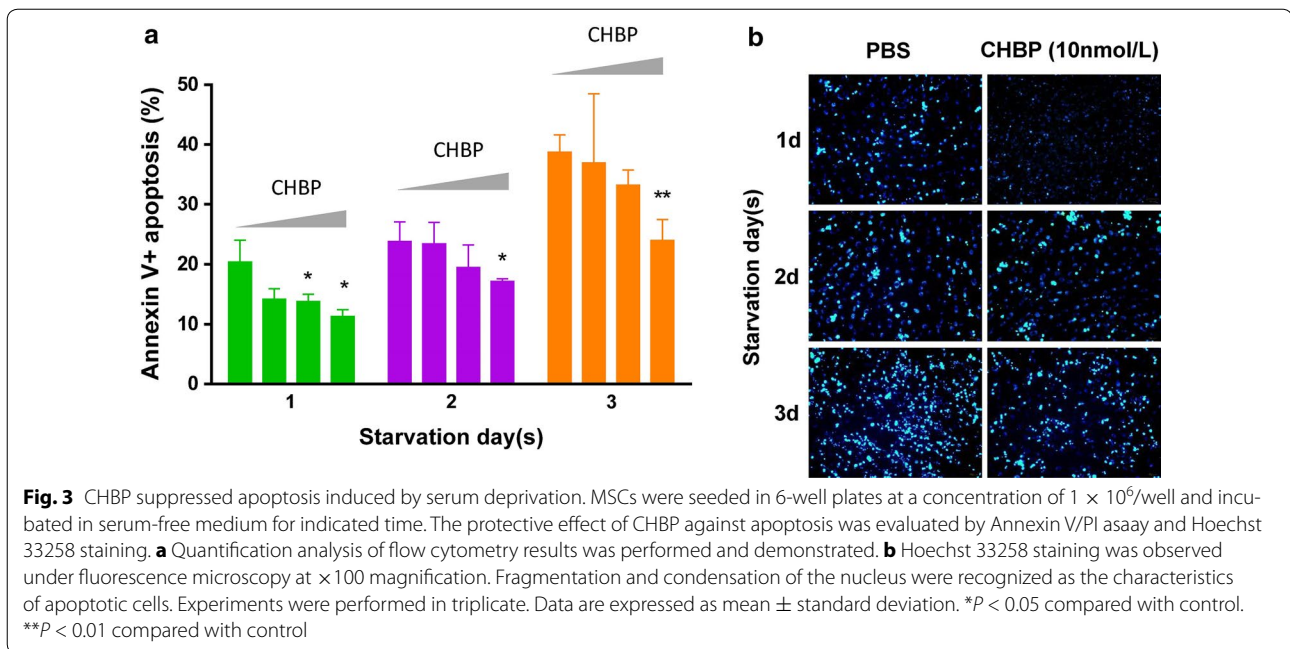 a
CHBP
CHBP
CHBP
Annexin V+ apoptosis (%)
50
40
30
20
10
0
*
*
*
**
1
2
3
Starvation day(s)
b
PBS
CHBP (10nmol/L)
Starvation day(s)
1d
2d
3d
Fig. 3 CHBP suppressed apoptosis induced by serum deprivation. MSCs were seeded in 6-well plates at a concentration of 1 × 10⁶/well and incu-
bated in serum-free medium for indicated time. The protective effect of CHBP against apoptosis was evaluated by Annexin V/PI asaay and Hoechst
33258 staining. a Quantification analysis of flow cytometry results was performed and demonstrated. b Hoechst 33258 staining was observed
under fluorescence microscopy at ×100 magnification. Fragmentation and condensation of the nucleus were recognized as the characteristics
of apoptotic cells. Experiments were performed in triplicate. Data are expressed as mean ± standard deviation. *P < 0.05 compared with control.
**P < 0.01 compared with control